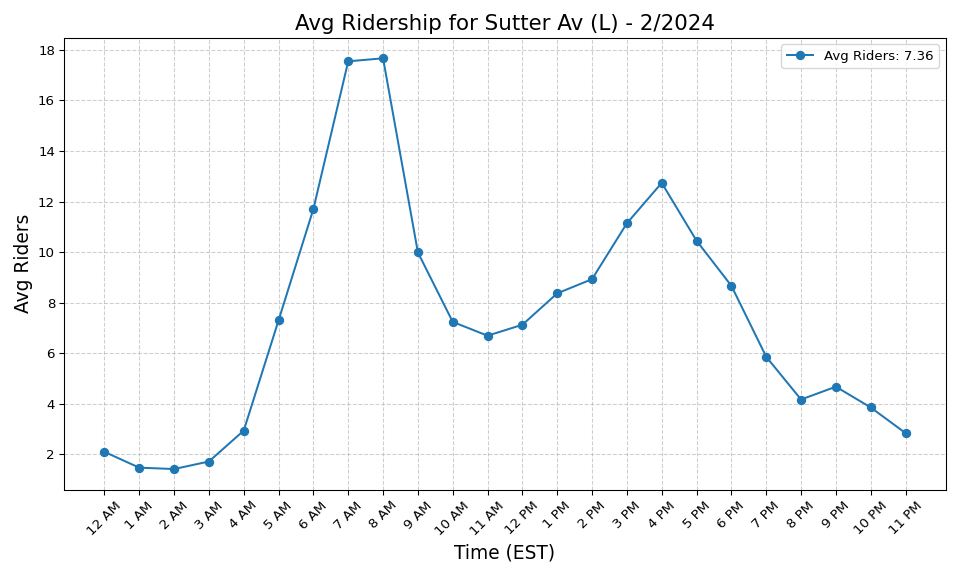 Avg Ridership for Sutter Av (L) - 2/2024
Avg Riders: 7.36
Avg Riders
18
16
14
12
10
8
6
4
2
12 AM
1 AM
2 AM
3 AM
4 AM
5 AM
6 AM
7 AM
8 AM
9 AM
10 AM
11 AM
12 PM
1 PM
2 PM
3 PM
4 PM
5 PM
6 PM
7 PM
8 PM
9 PM
10 PM
11 PM
Time (EST)